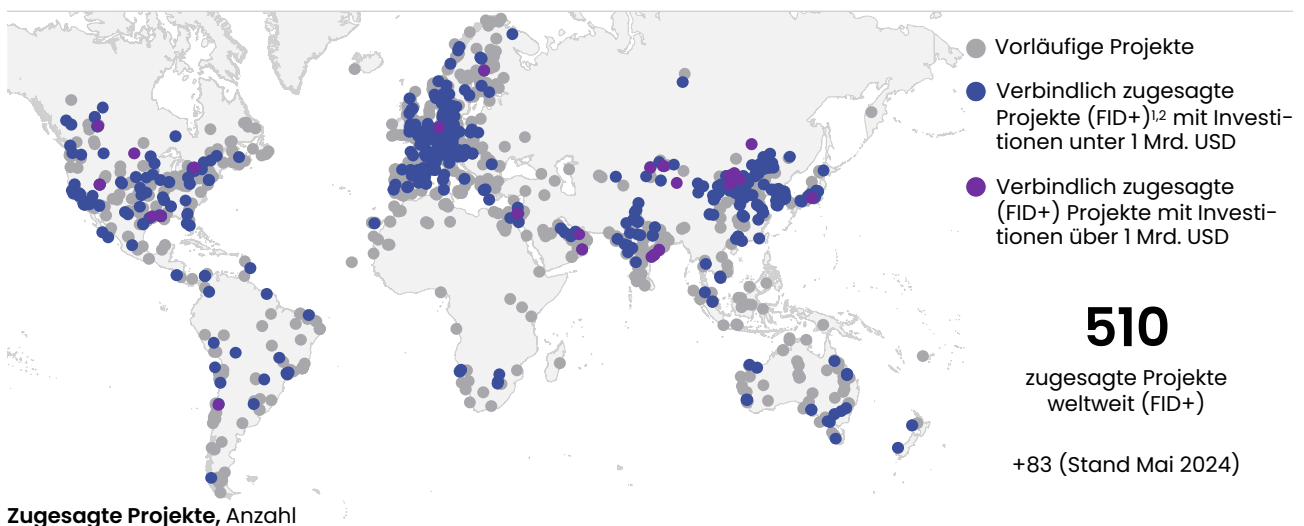 Vorläufige Projekte
Verbindlich zugesagte
Projekte (FID+)1,2 mit Investi-
tionen unter 1 Mrd. USD
Verbindlich zugesagte
(FID+) Projekte mit Investi-
tionen über 1 Mrd. USD
510
zugesagte Projekte
weltweit (FID+)
+83 (Stand Mai 2024)
Zugesagte Projekte, Anzahl